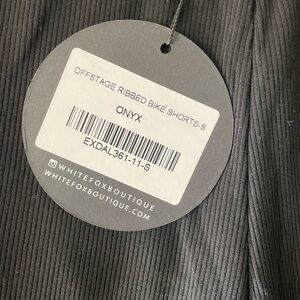 OFFSTAGE RIBBED BIKE SHORTS-S
ONYX
EXDAL361-11-S
WHITEFOXBOUTIQUE
WHITEFOXBOUTIQUE.COM